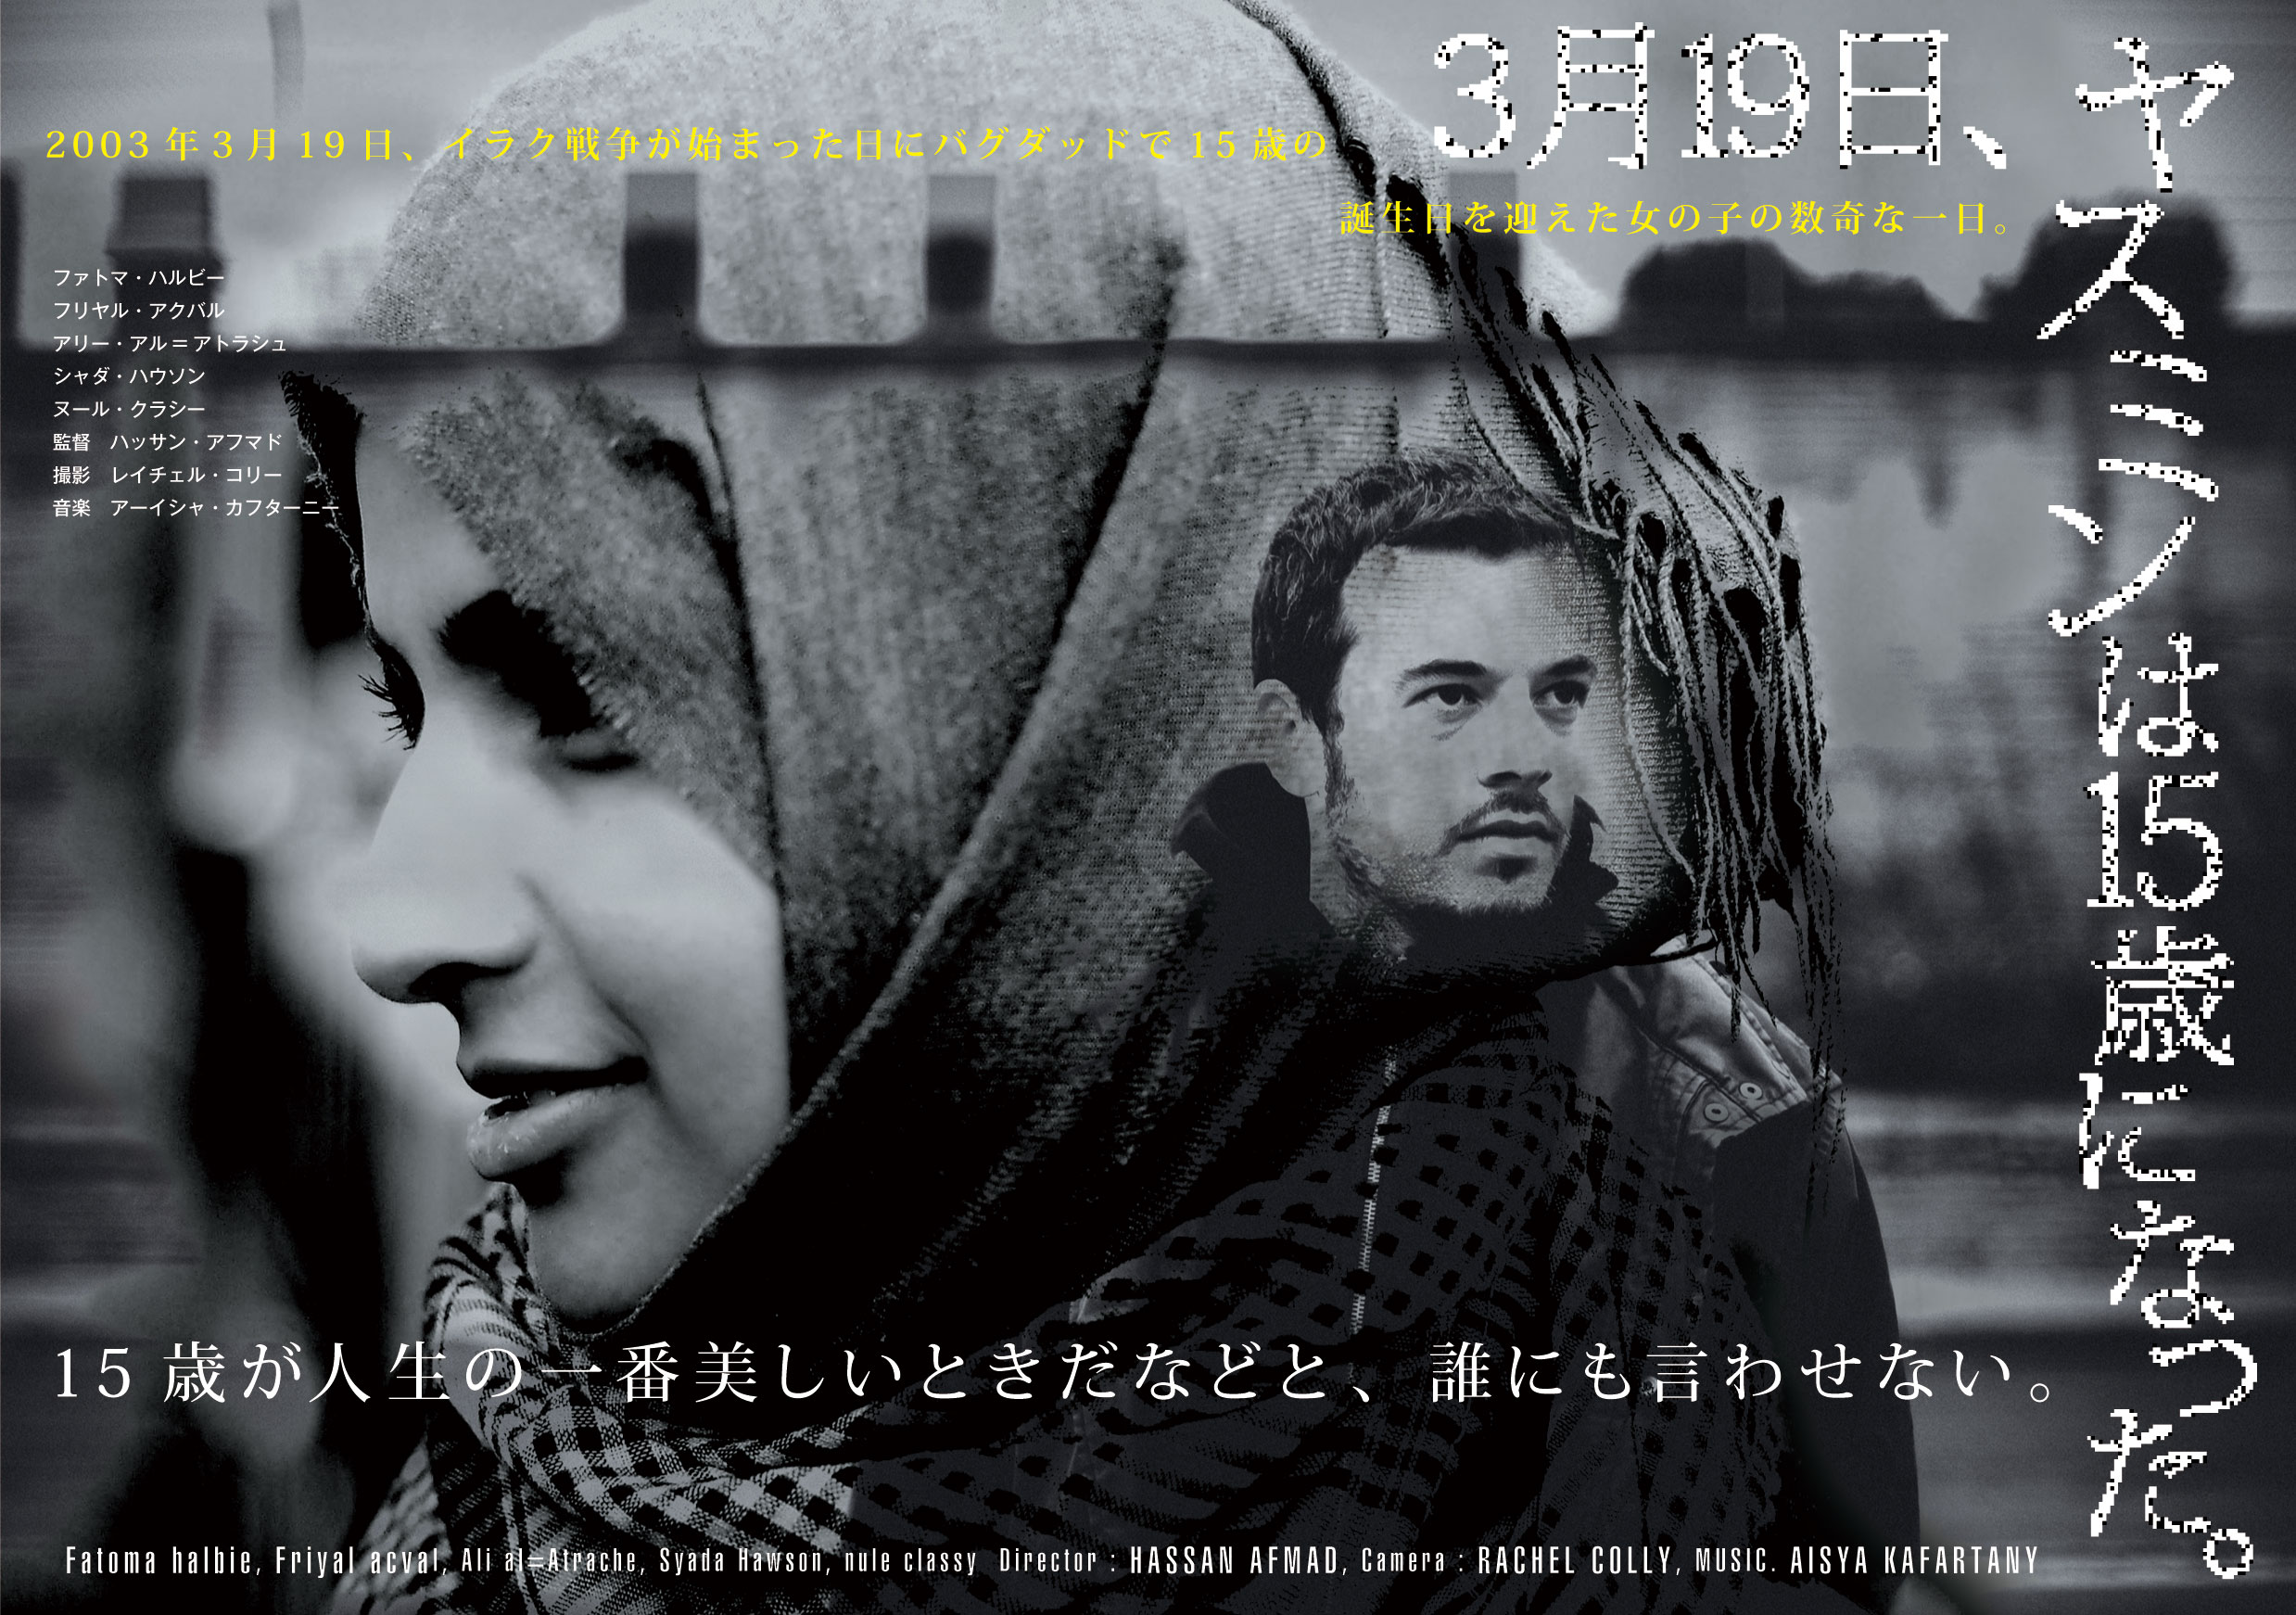 3月19日、
ヤスミンは15歳になった。
2003年3月19日、イラク戦争が始まった日にバグダッドで15歳の
誕生日を迎えた女の子の数奇な一日。
ファトマ・ハルビー
フリヤル・アクバル
アリー・アル＝アトラシュ
シャダ・ハウソン
ヌール・クラシー
監督　ハッサン・アフマド
撮影　レイチェル・コリー
音楽　アーイシャ・カフターニー
15歳が人生の一番美しいときだなどと、誰にも言わせない。
Fatoma halbie, Friyal acval, Ali al=Atrache, Syada Hawson, nule classy Director : HASSAN AFMAD, Camera : RACHEL COLLY, MUSIC. AISYA KAFARTANY